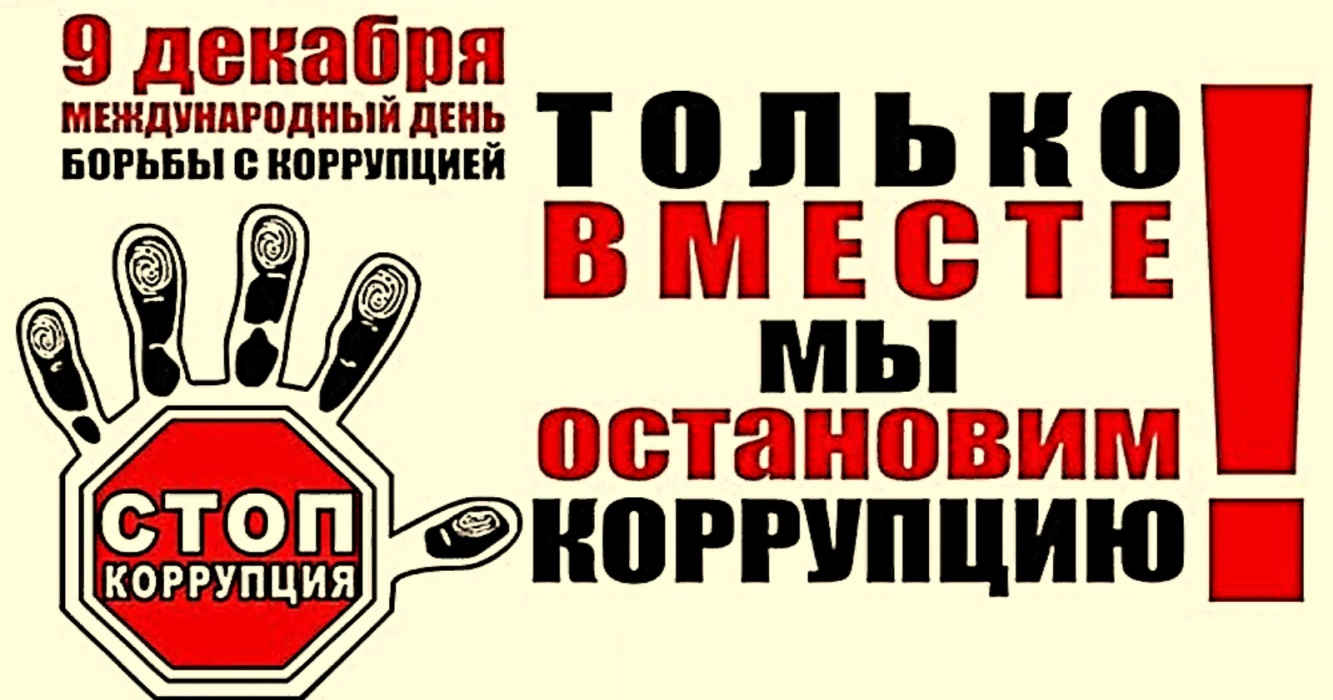 9 декабря
МЕЖДУНАРОДНЫЙ ДЕНЬ
БОРЬБЫ С КОРРУПЦИЕЙ
СТОП
КОРРУПЦИЯ
ТОЛЬКО
ВМЕСТЕ
МЫ
ОСТАНОВИМ
КОРРУПЦИЮ!